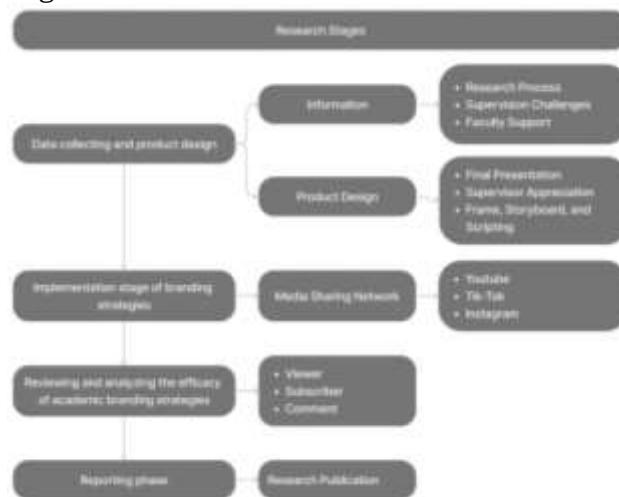 Research Stages
Information
• Research Process
• Supervision Challenges
• Faculty Support
Data collecting and product design
Product Design
• Final Presentation
• Supervisor Appreciation
• Frame, Storyboard, and
Scripting
Implementation stage of branding
strategies
Media Sharing Network
• Youtube
• Tik-Tok
• Instagram
Reviewing and analyzing the efficacy
of academic branding strategies
• Viewer
• Subscriber
• Comment
Reporting phase
Research Publication